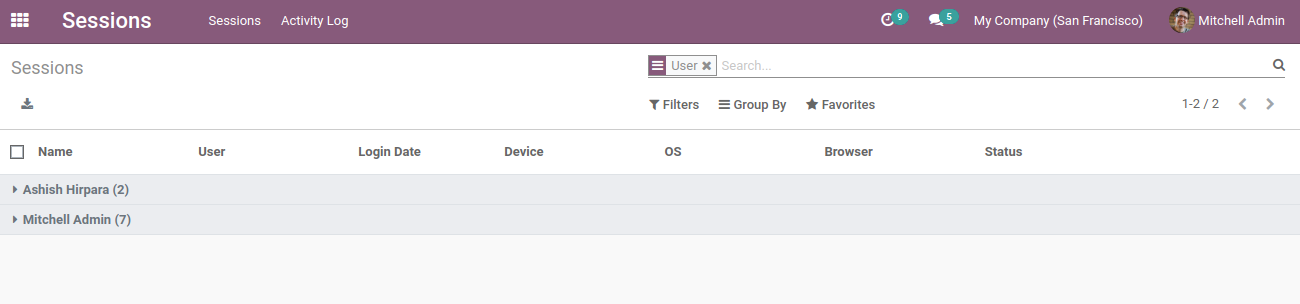 Sessions Sessions Activity Log 9 5 My Company (San Francisco) Mitchell Admin
Sessions User Search...
Filters Group By Favorites 1-2 / 2
Name User Login Date Device OS Browser Status
Ashish Hirpara (2)
Mitchell Admin (7)